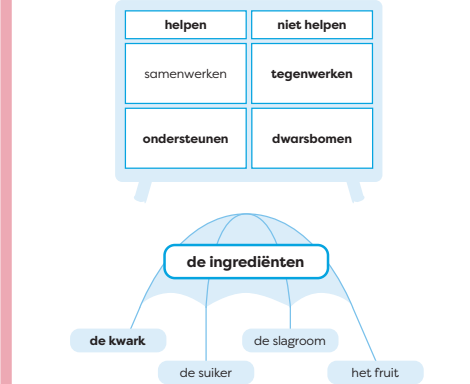 helpen
niet helpen
samenwerken
tegenwerken
ondersteunen
dwarsbomen
de ingrediënten
de kwark
de slagroom
de suiker
het fruit